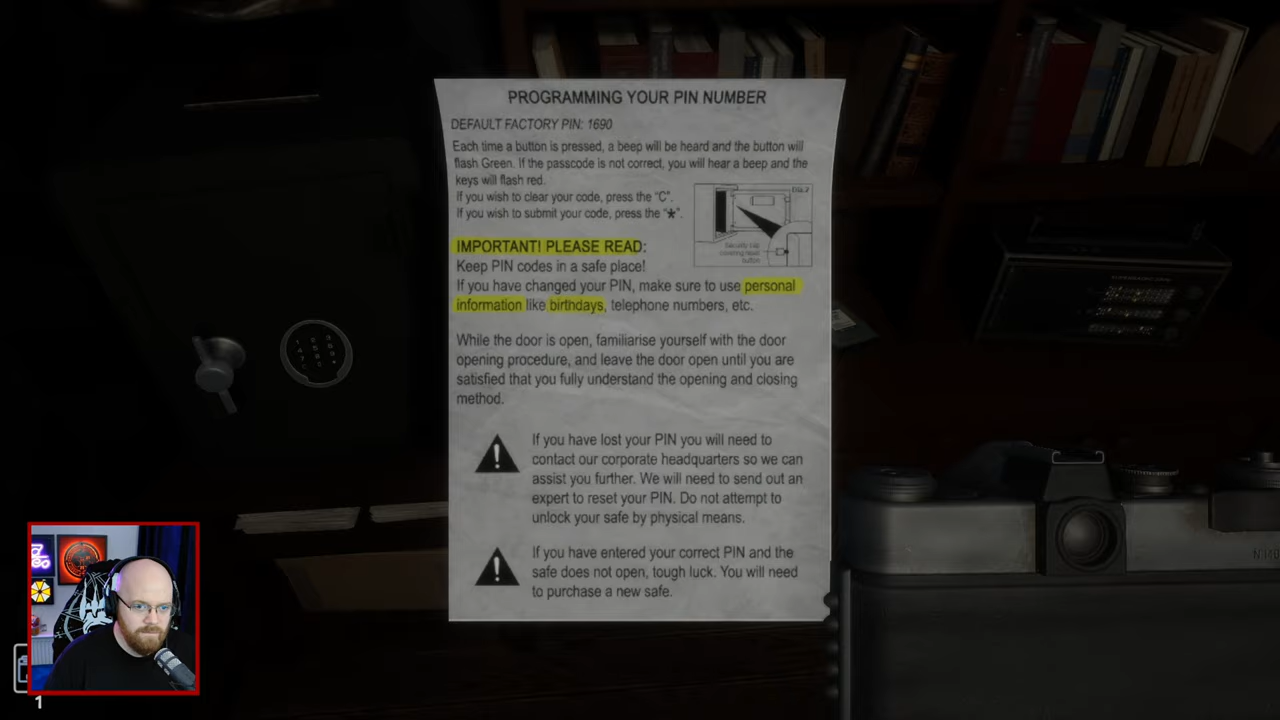 PROGRAMMING YOUR PIN NUMBER
DEFAULT FACTORY PIN: 1690
Each time a button is pressed, a beep will be heard and the button will
flash Green. If the passcode is not correct, you will hear a beep and the
keys will flash red.
If you wish to clear your code, press the "C".
If you wish to submit your code, press the "*".
IMPORTANT! PLEASE READ:
Keep PIN codes in a safe place!
If you have changed your PIN, make sure to use personal
information like birthdays, telephone numbers, etc.
While the door is open, familiarise yourself with the door
opening procedure, and leave the door open until you are
satisfied that you fully understand the opening and closing
method.
If you have lost your PIN you will need to
contact our corporate headquarters so we can
assist you further. We will need to send out an
expert to reset your PIN. Do not attempt to
unlock your safe by physical means.
If you have entered your correct PIN and the
safe does not open, tough luck. You will need
to purchase a new safe.
1